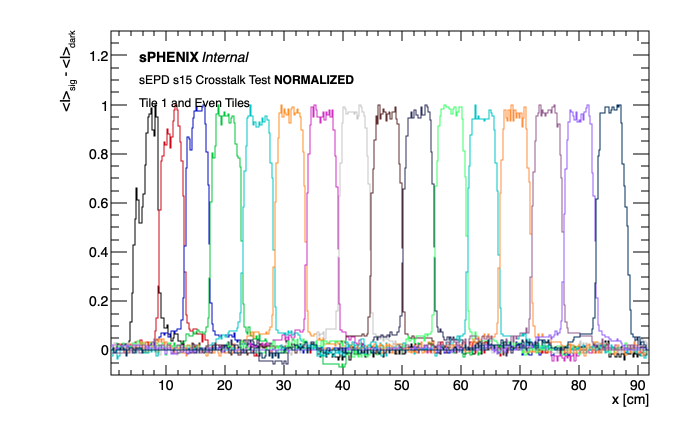 <I>sig - <I>dark
sPHENIX Internal
sEPD s15 Crosstalk Test NORMALIZED
Tile 1 and Even Tiles
1.2
1
0.8
0.6
0.4
0.2
0
10 20 30 40 50 60 70 80 90
x [cm]